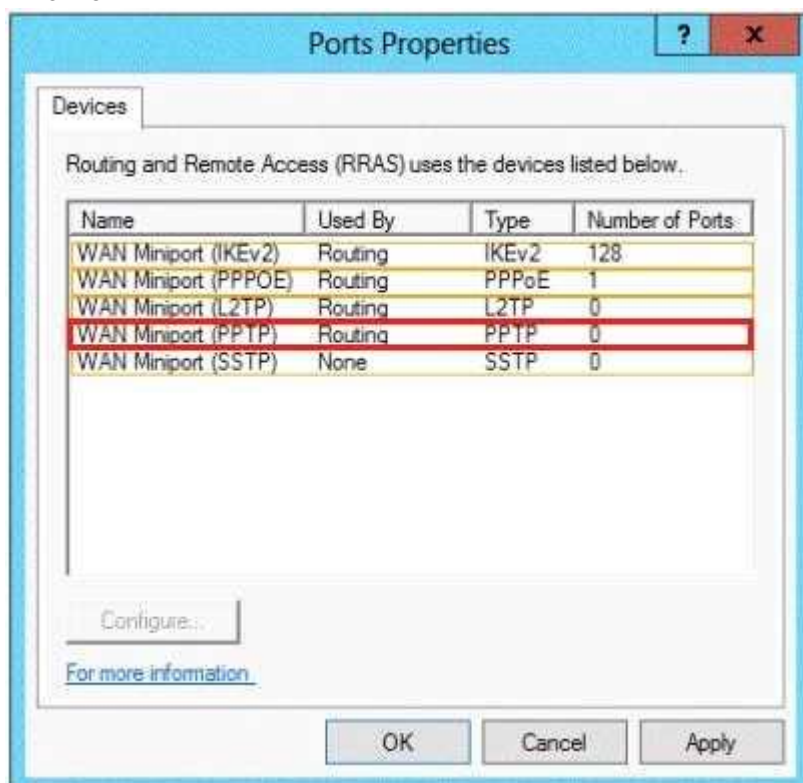 Ports Properties
? x
Devices
Routing and Remote Access (RRAS) uses the devices listed below.
Name Used By Type Number of Ports
WAN Miniport (IKEv2) Routing IKEv2 128
WAN Miniport (PPPOE) Routing PPPoE 1
WAN Miniport (L2TP) Routing L2TP 0
WAN Miniport (PPTP) Routing PPTP 0
WAN Miniport (SSTP) None SSTP 0
Configure...
For more information
OK Cancel Apply